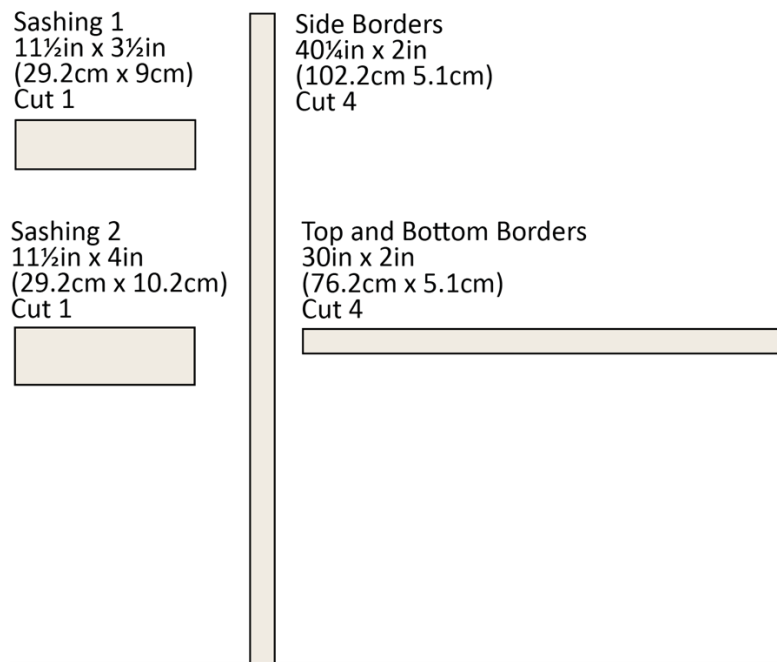 Sashing 1
11½in x 3½in
(29.2cm x 9cm)
Cut 1
Side Borders
40¼in x 2in
(102.2cm 5.1cm)
Cut 4
Sashing 2
11½in x 4in
(29.2cm x 10.2cm)
Cut 1
Top and Bottom Borders
30in x 2in
(76.2cm x 5.1cm)
Cut 4